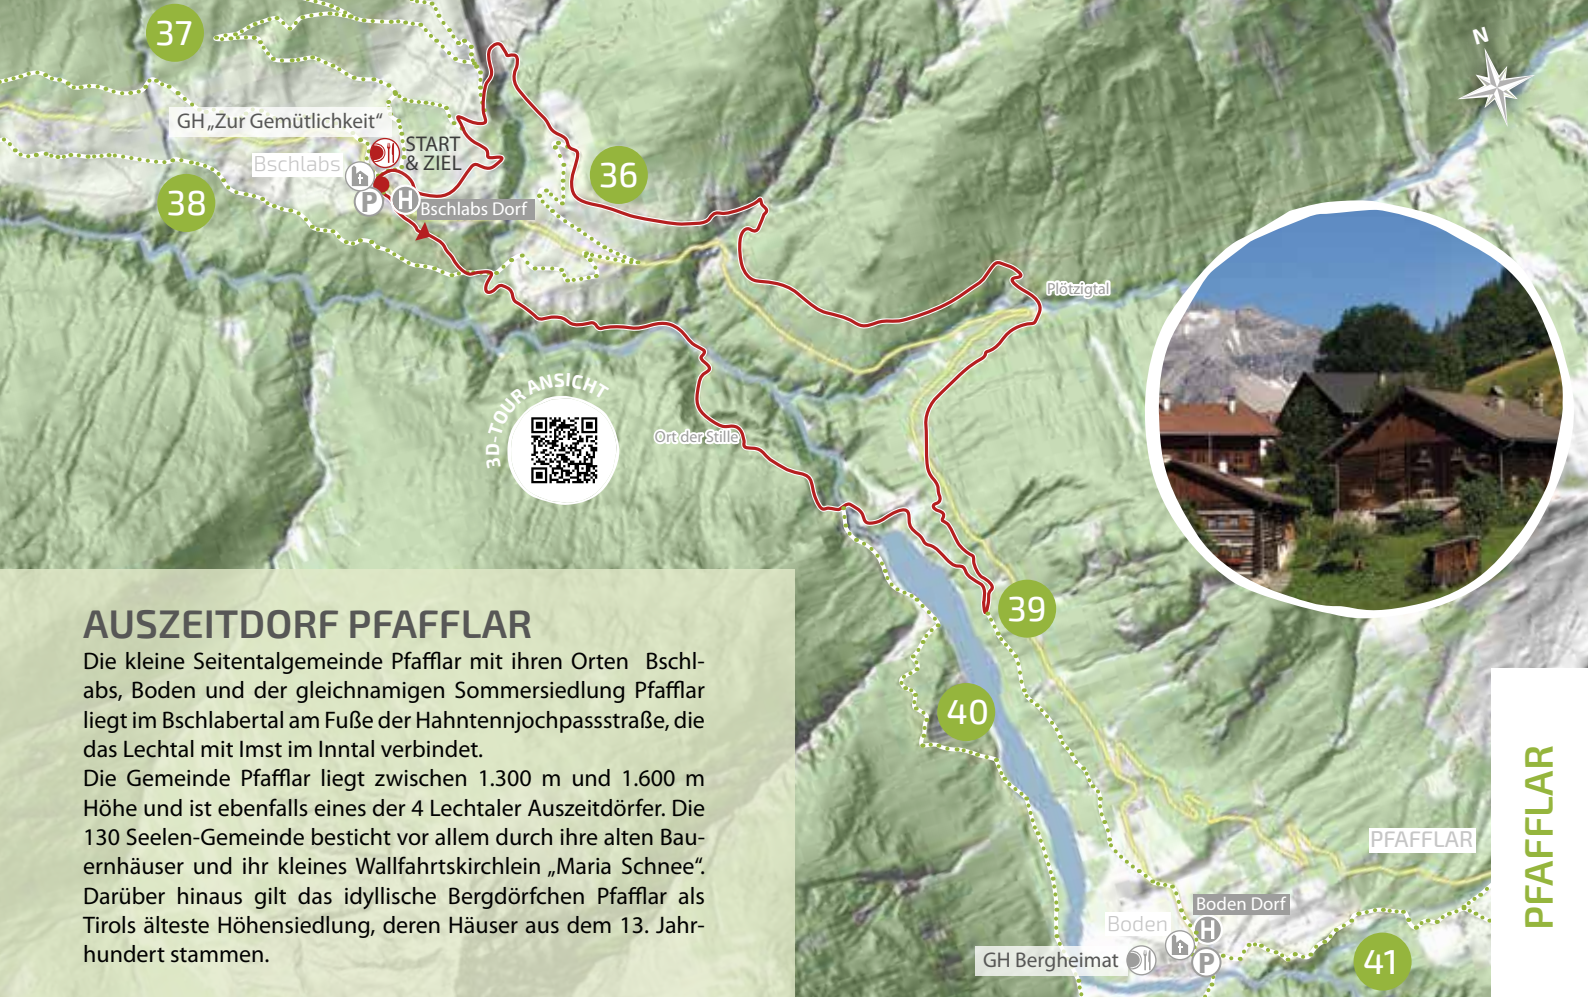 37
N
GH „Zur Gemütlichkeit“
START
& ZIEL
Bschlabs
36
38
P
H
Bschlabs Dorf
Plötzigtal
3D-TOUR ANSICHT
Ort der Stille
39
AUSZEITDORF PFAFFLAR
Die kleine Seitentalgemeinde Pfafflar mit ihren Orten Bschl-
abs, Boden und der gleichnamigen Sommersiedlung Pfafflar
liegt im Bschlabertal am Fuße der Hahntennjochpassstraße, die
das Lechtal mit Imst im Inntal verbindet.
Die Gemeinde Pfafflar liegt zwischen 1.300 m und 1.600 m
Höhe und ist ebenfalls eines der 4 Lechtaler Auszeitdörfer. Die
130 Seelen-Gemeinde besticht vor allem durch ihre alten Bau-
ernhäuser und ihr kleines Wallfahrtskirchlein „Maria Schnee“.
Darüber hinaus gilt das idyllische Bergdörfchen Pfafflar als
Tirols älteste Höhensiedlung, deren Häuser aus dem 13. Jahr-
hundert stammen.
40
PFAFFLAR
PFAFFLAR
Boden Dorf
Boden
H
GH Bergheimat
P
41